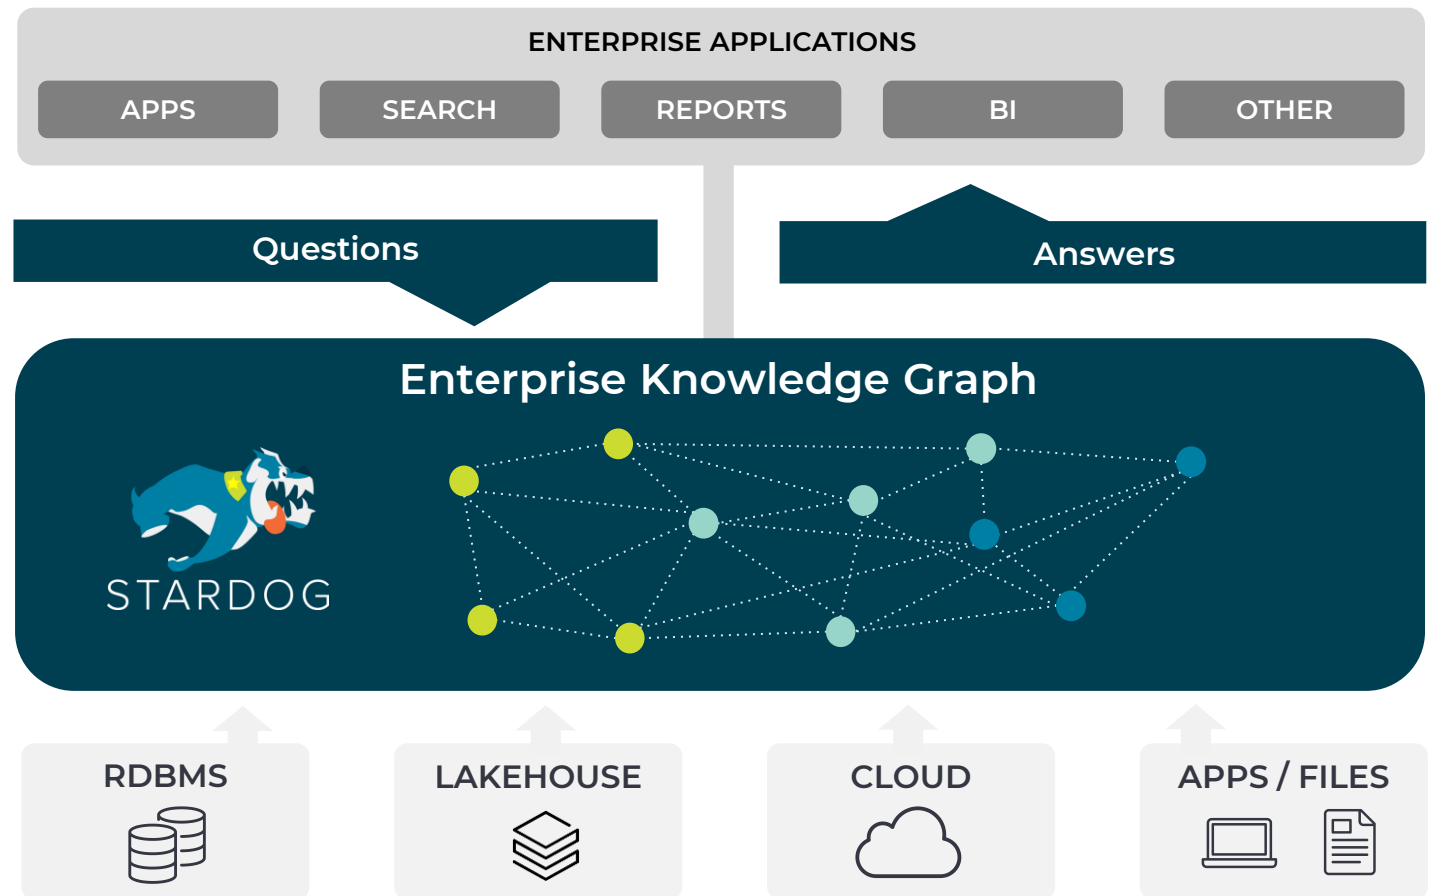 ENTERPRISE APPLICATIONS
APPS
SEARCH
REPORTS
BI
OTHER
Questions
Answers
Enterprise Knowledge Graph
STARDOG
RDBMS
LAKEHOUSE
CLOUD
APPS / FILES